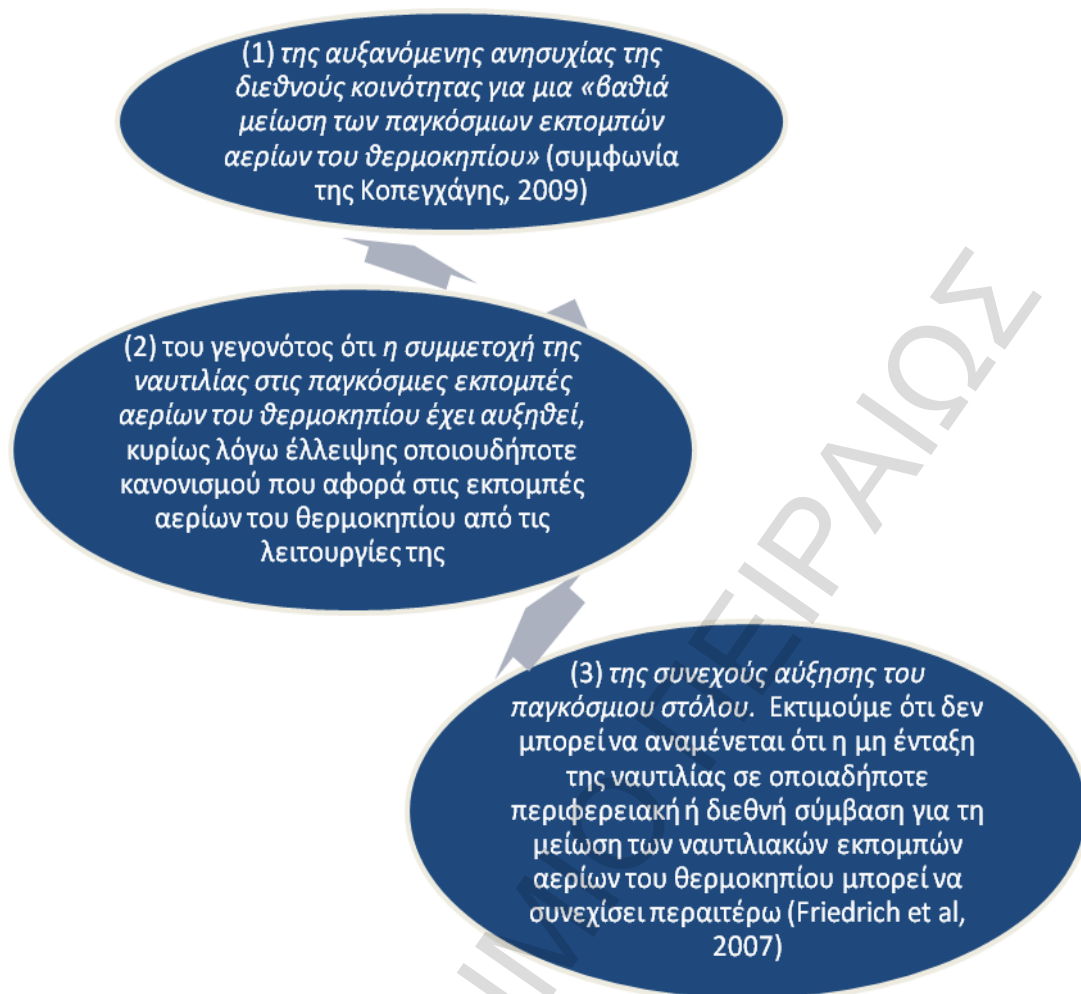 (1) της αυξανόμενης ανησυχίας της
διεθνούς κοινότητας για μια «βαθιά
μείωση των παγκόσμιων εκπομπών
αερίων του θερμοκηπίου» (συμφωνία
της Κοπεγχάγης, 2009)
(2) του γεγονότος ότι η συμμετοχή της
ναυτιλίας στις παγκόσμιες εκπομπές
αερίων του θερμοκηπίου έχει αυξηθεί,
κυρίως λόγω έλλειψης οποιουδήποτε
κανονισμού που αφορά στις εκπομπές
αερίων του θερμοκηπίου από τις
λειτουργίες της
(3) της συνεχούς αύξησης του
παγκόσμιου στόλου. Εκτιμούμε ότι δεν
μπορεί να αναμένεται ότι η μη ένταξη
της ναυτιλίας σε οποιαδήποτε
περιφερειακή ή διεθνή σύμβαση για τη
μείωση των ναυτιλιακών εκπομπών
αερίων του θερμοκηπίου μπορεί να
συνεχίσει περαιτέρω (Friedrich et al,
2007)
ΠΕΙΡΑΙΩΣ